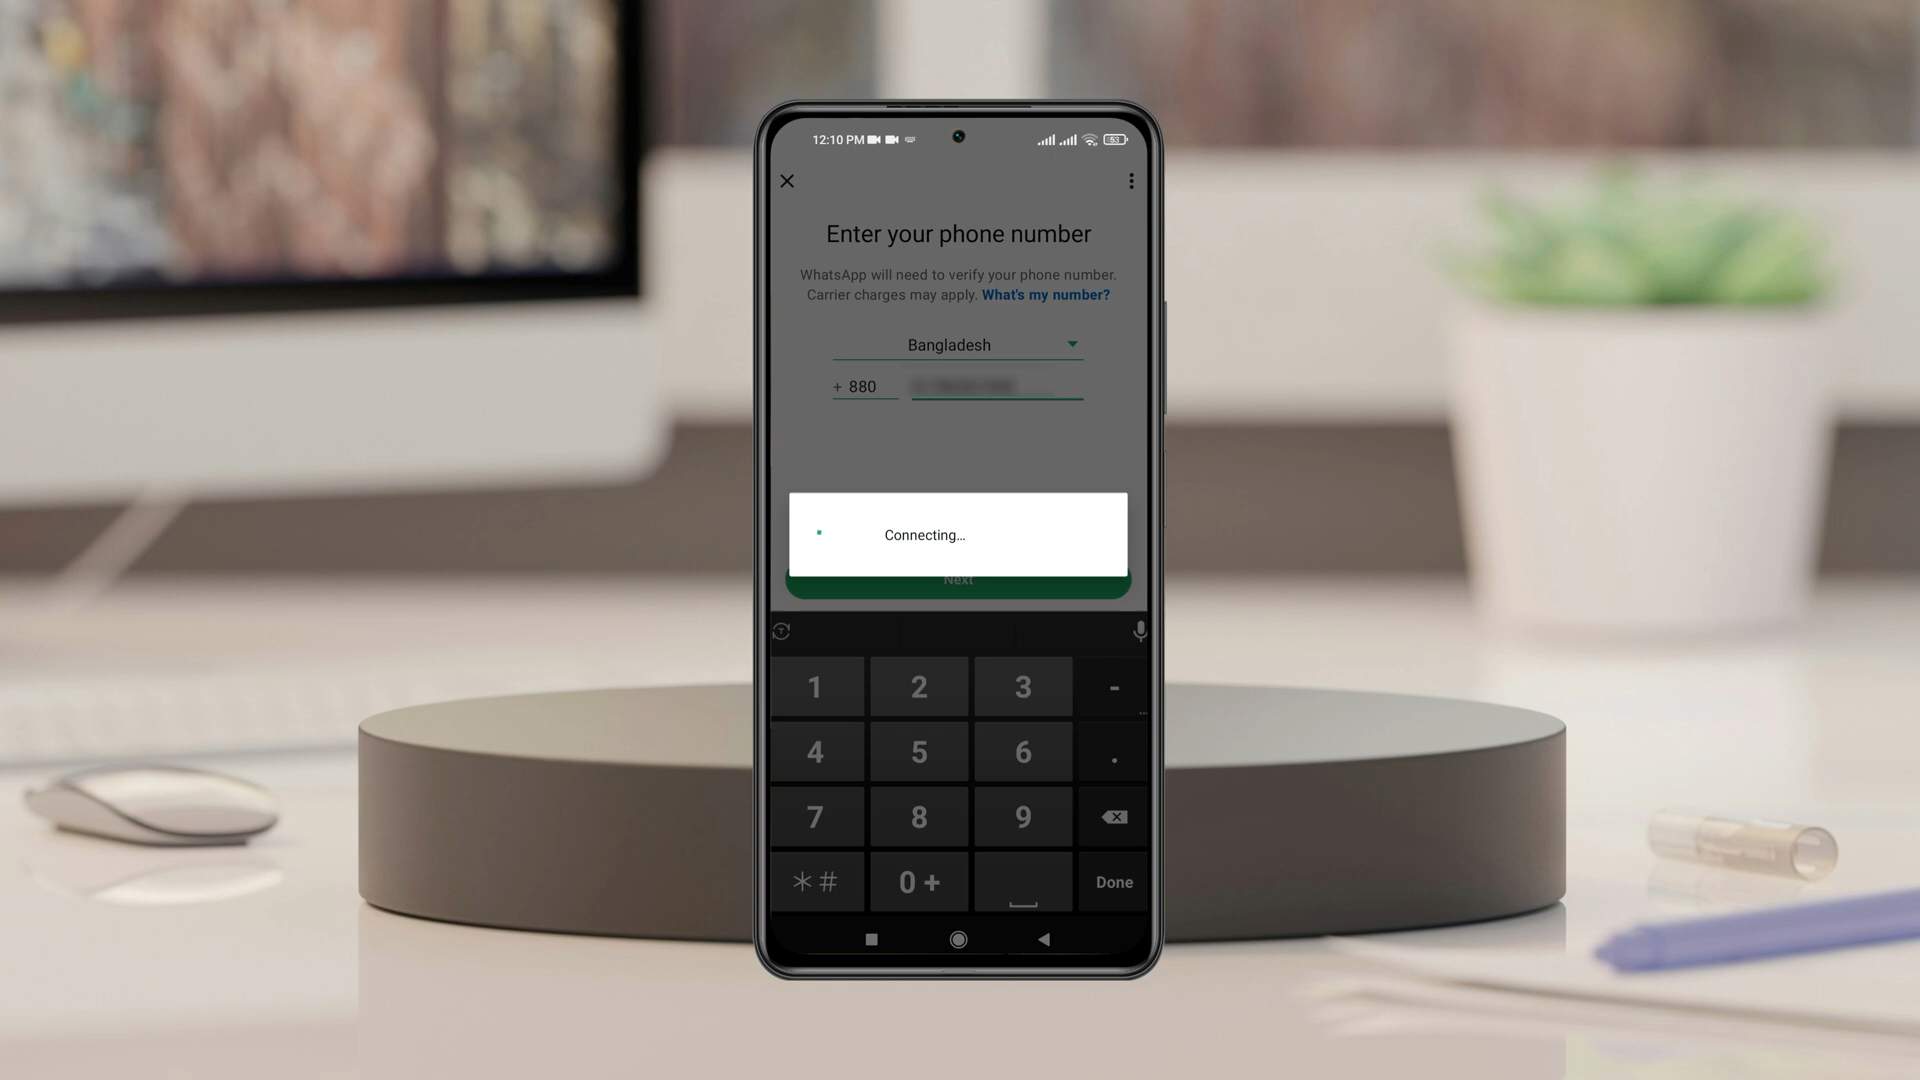 12:10 PM
53
Enter your phone number
WhatsApp will need to verify your phone number.
Carrier charges may apply. What's my number?
Bangladesh
+ 880
Connecting...
Next
1 2 3 -
4 5 6 .
7 8 9
*# 0 + Done